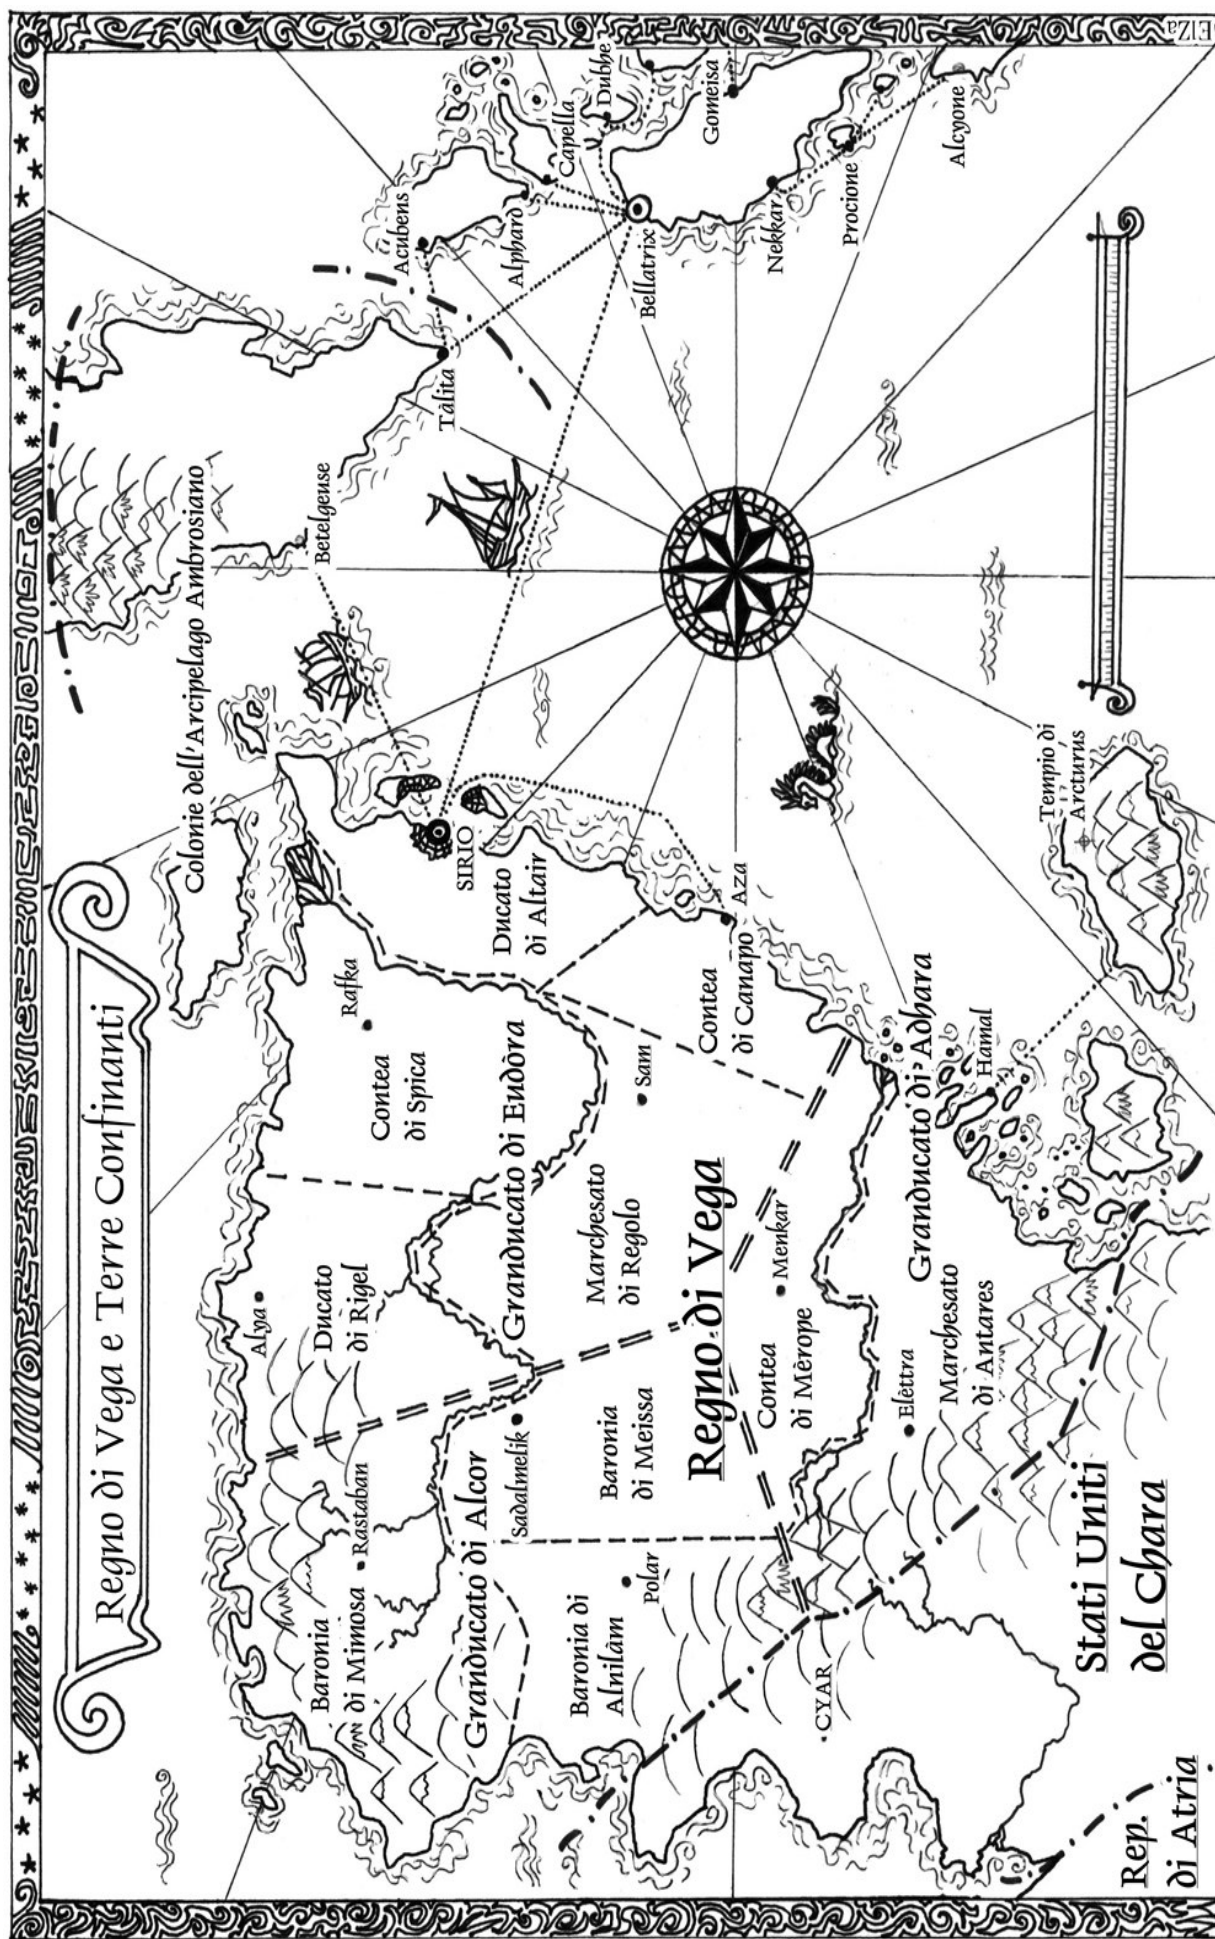 Regno di Vega e Terre Confinanti
Colonie dell'Arcipelago Ambrosiano
Betelgeuse
Tàlita
Acubens
Alphard
Capella
Dubhe
Gomeisa
Bellatrix
Nekkar
Procione
Alcyone
SIRIO
Ducato
di Altair
Rafka
Contea
di Spica
Alya
Ducato
di Rigel
Granducato di Eudòra
Baronia
di Mimosa
Rastaban
Granducato di Alcor
Sadalmelik
Baronia
di Meissa
Marchesato
di Regolo
Sam
Contea
di Canapo
Aza
Baronia di
Alnilàm
Polar
Regno di Vega
Contea
di Mèrope
Menkar
CYAR
Granducato di Adhara
Hamal
Elèttra
Marchesato
di Antares
Tempio di
Arcturus
Stati Uniti
del Chara
Rep.
di Atria